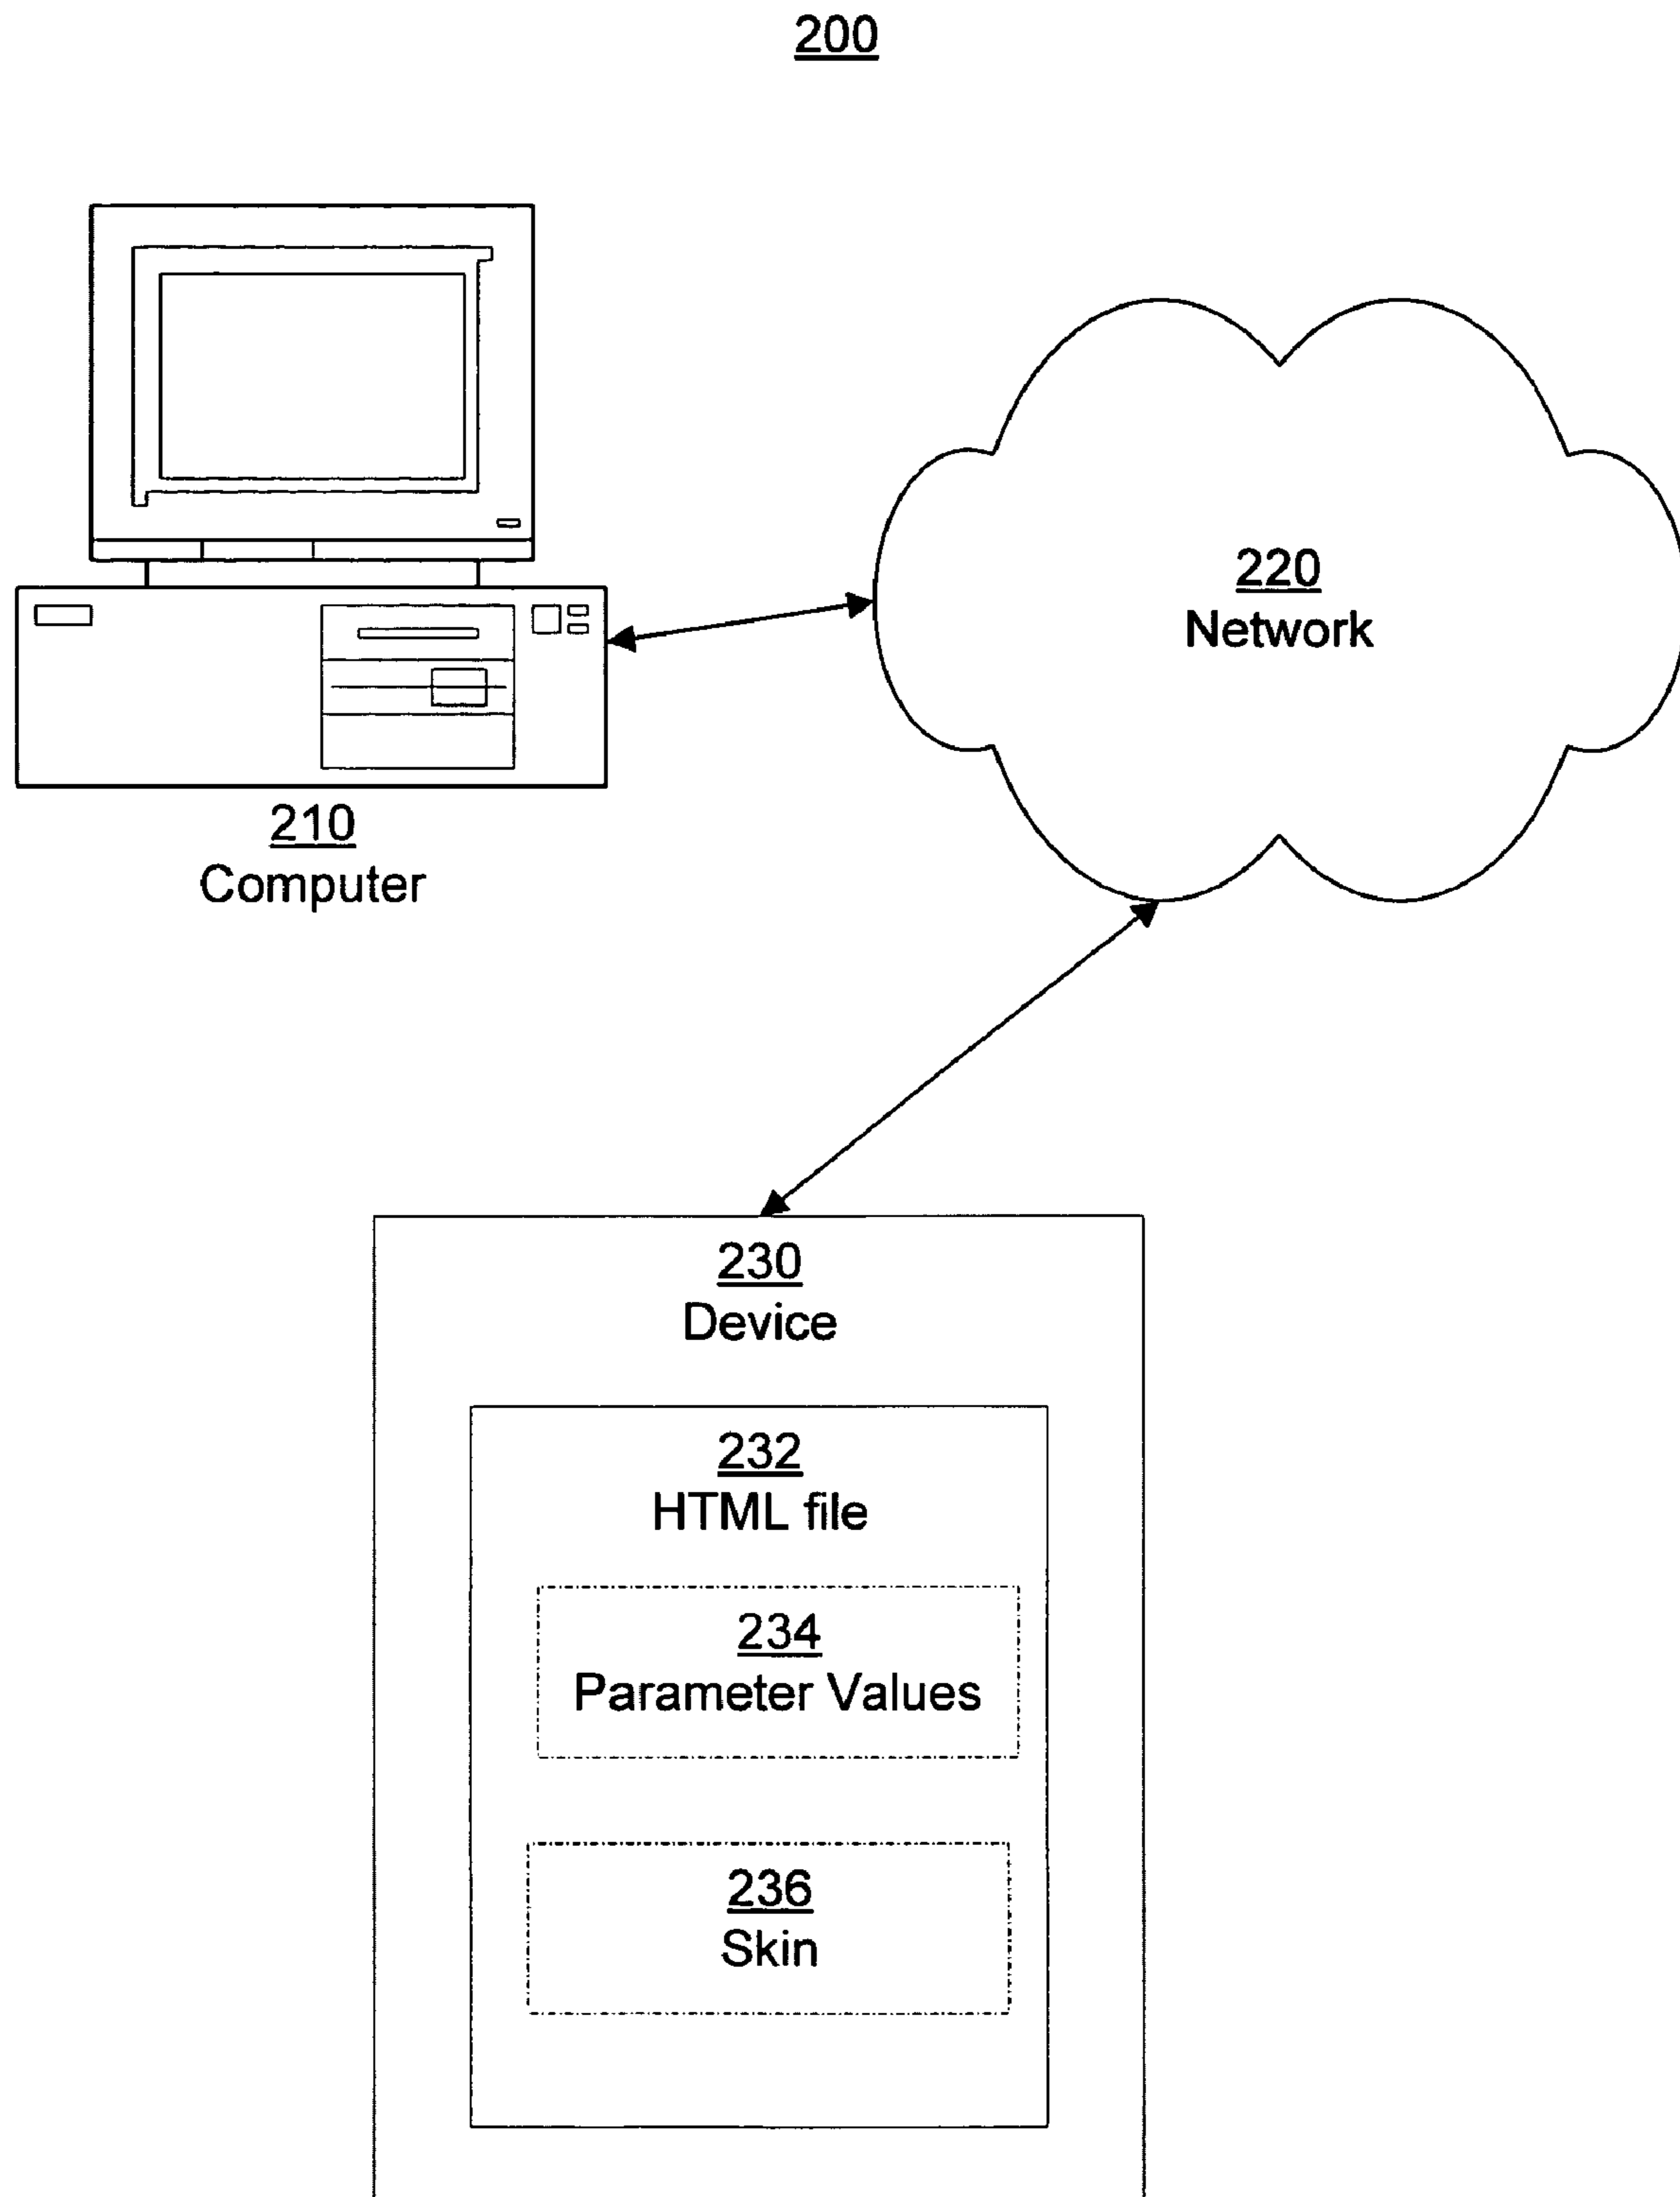 200
220
Network
210
Computer
230
Device
232
HTML file
234
Parameter Values
236
Skin